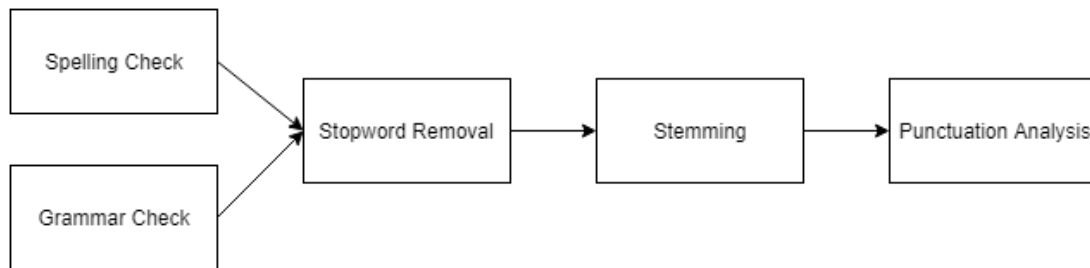 Spelling Check
Grammar Check
Stopword Removal
Stemming
Punctuation Analysis